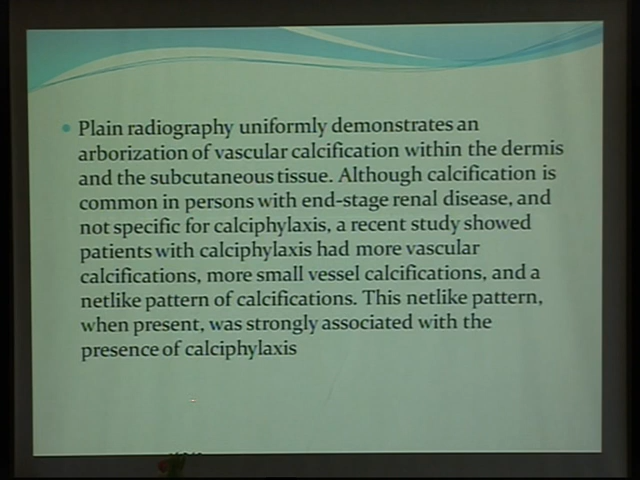 Plain radiography uniformly demonstrates an
arborization of vascular calcification within the dermis
and the subcutaneous tissue. Although calcification is
common in persons with end-stage renal disease, and
not specific for calciphylaxis, a recent study showed
patients with calciphylaxis had more vascular
calcifications, more small vessel calcifications, and a
netlike pattern of calcifications. This netlike pattern,
when present, was strongly associated with the
presence of calciphylaxis